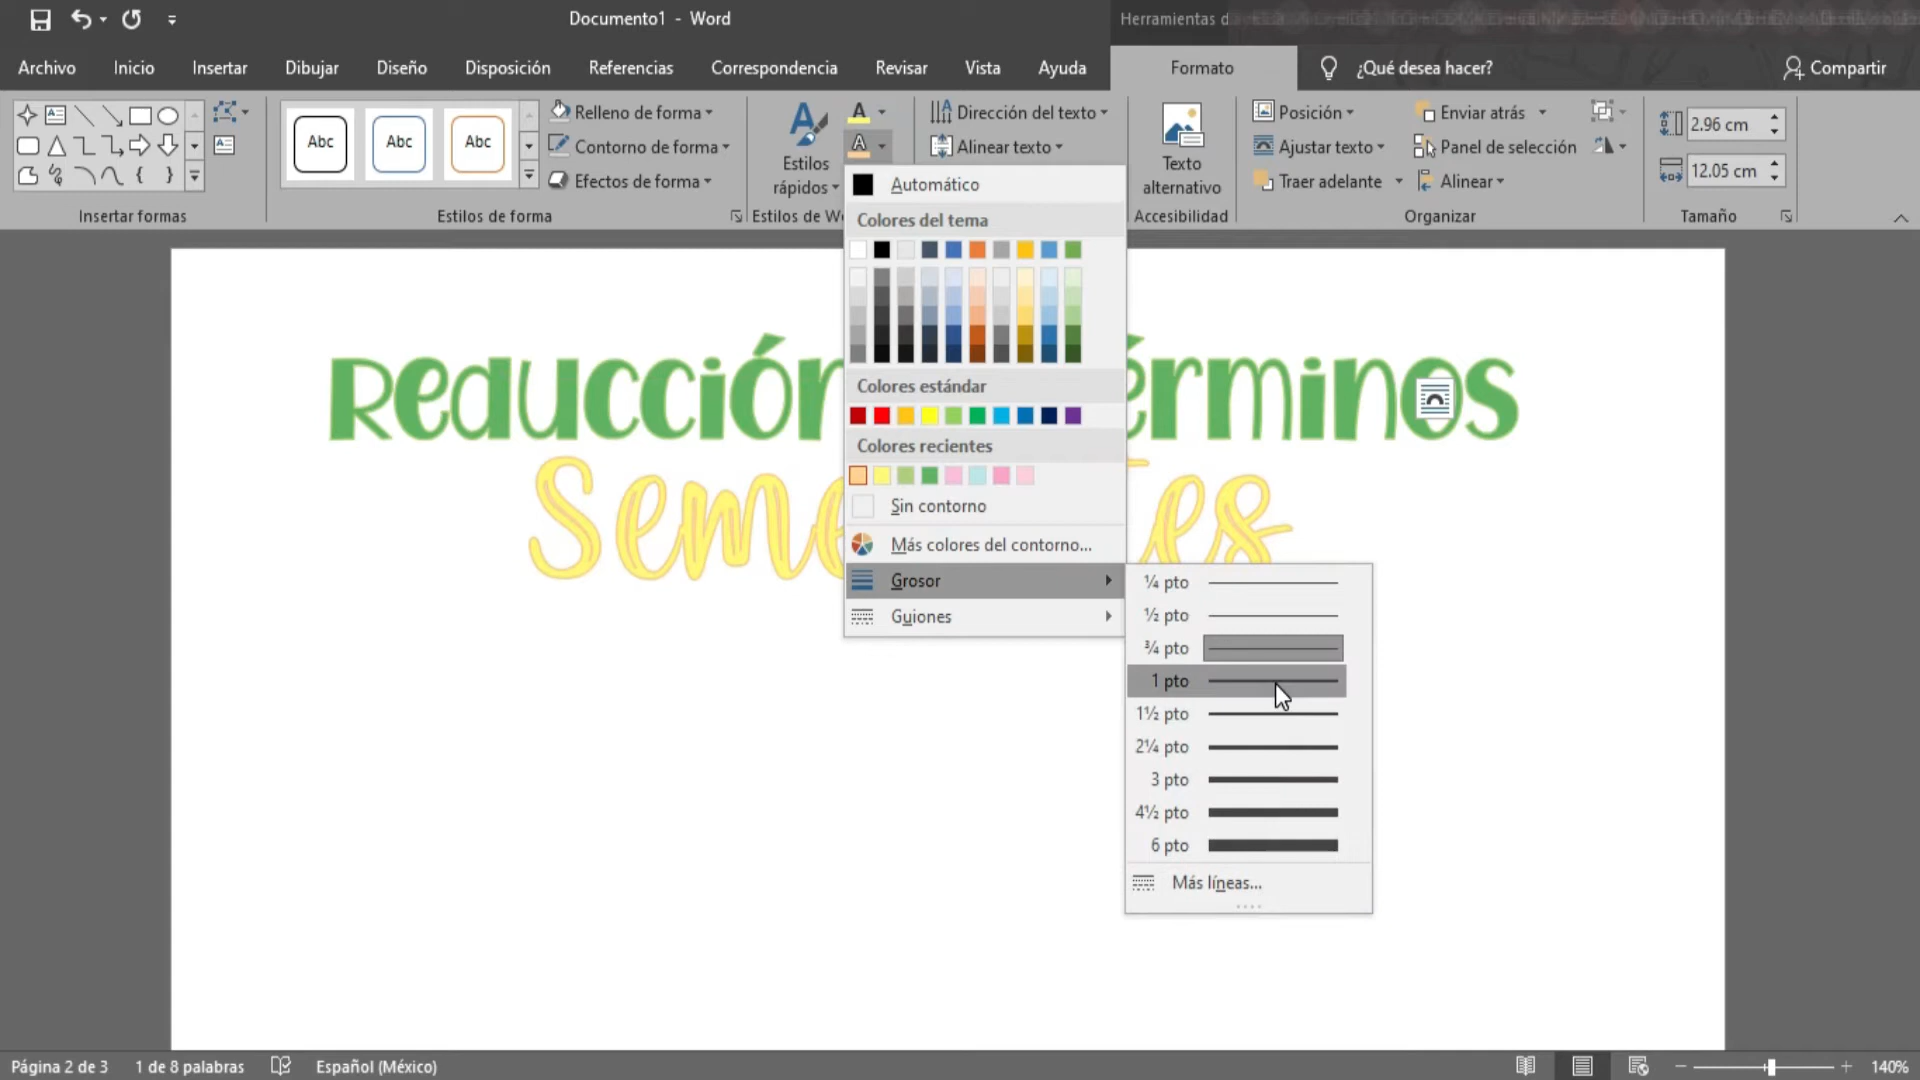 Documento1 - Word
Herramientas d
Archivo Inicio Insertar Dibujar Diseño Disposición Referencias Correspondencia Revisar Vista Ayuda Formato ¿Qué desea hacer? Compartir
Abc Abc Abc
Relleno de forma
Contorno de forma
Efectos de forma
Estilos
rápidos
Dirección del texto
Alinear texto
Texto
alternativo
Posición
Ajustar texto
Traer adelante
Enviar atrás
Panel de selección
Alinear
2.96 cm
12.05 cm
Insertar formas Estilos de forma Estilos de W Accesibilidad Organizar Tamaño
Automático
Colores del tema
Colores estándar
Colores recientes
Sin contorno
Más colores del contorno...
Grosor
Guiones
¼ pto
½ pto
¾ pto
1 pto
1½ pto
2¼ pto
3 pto
4½ pto
6 pto
Más líneas...
Reducción érminos
Seme tes
Página 2 de 3 1 de 8 palabras Español (México) 140%